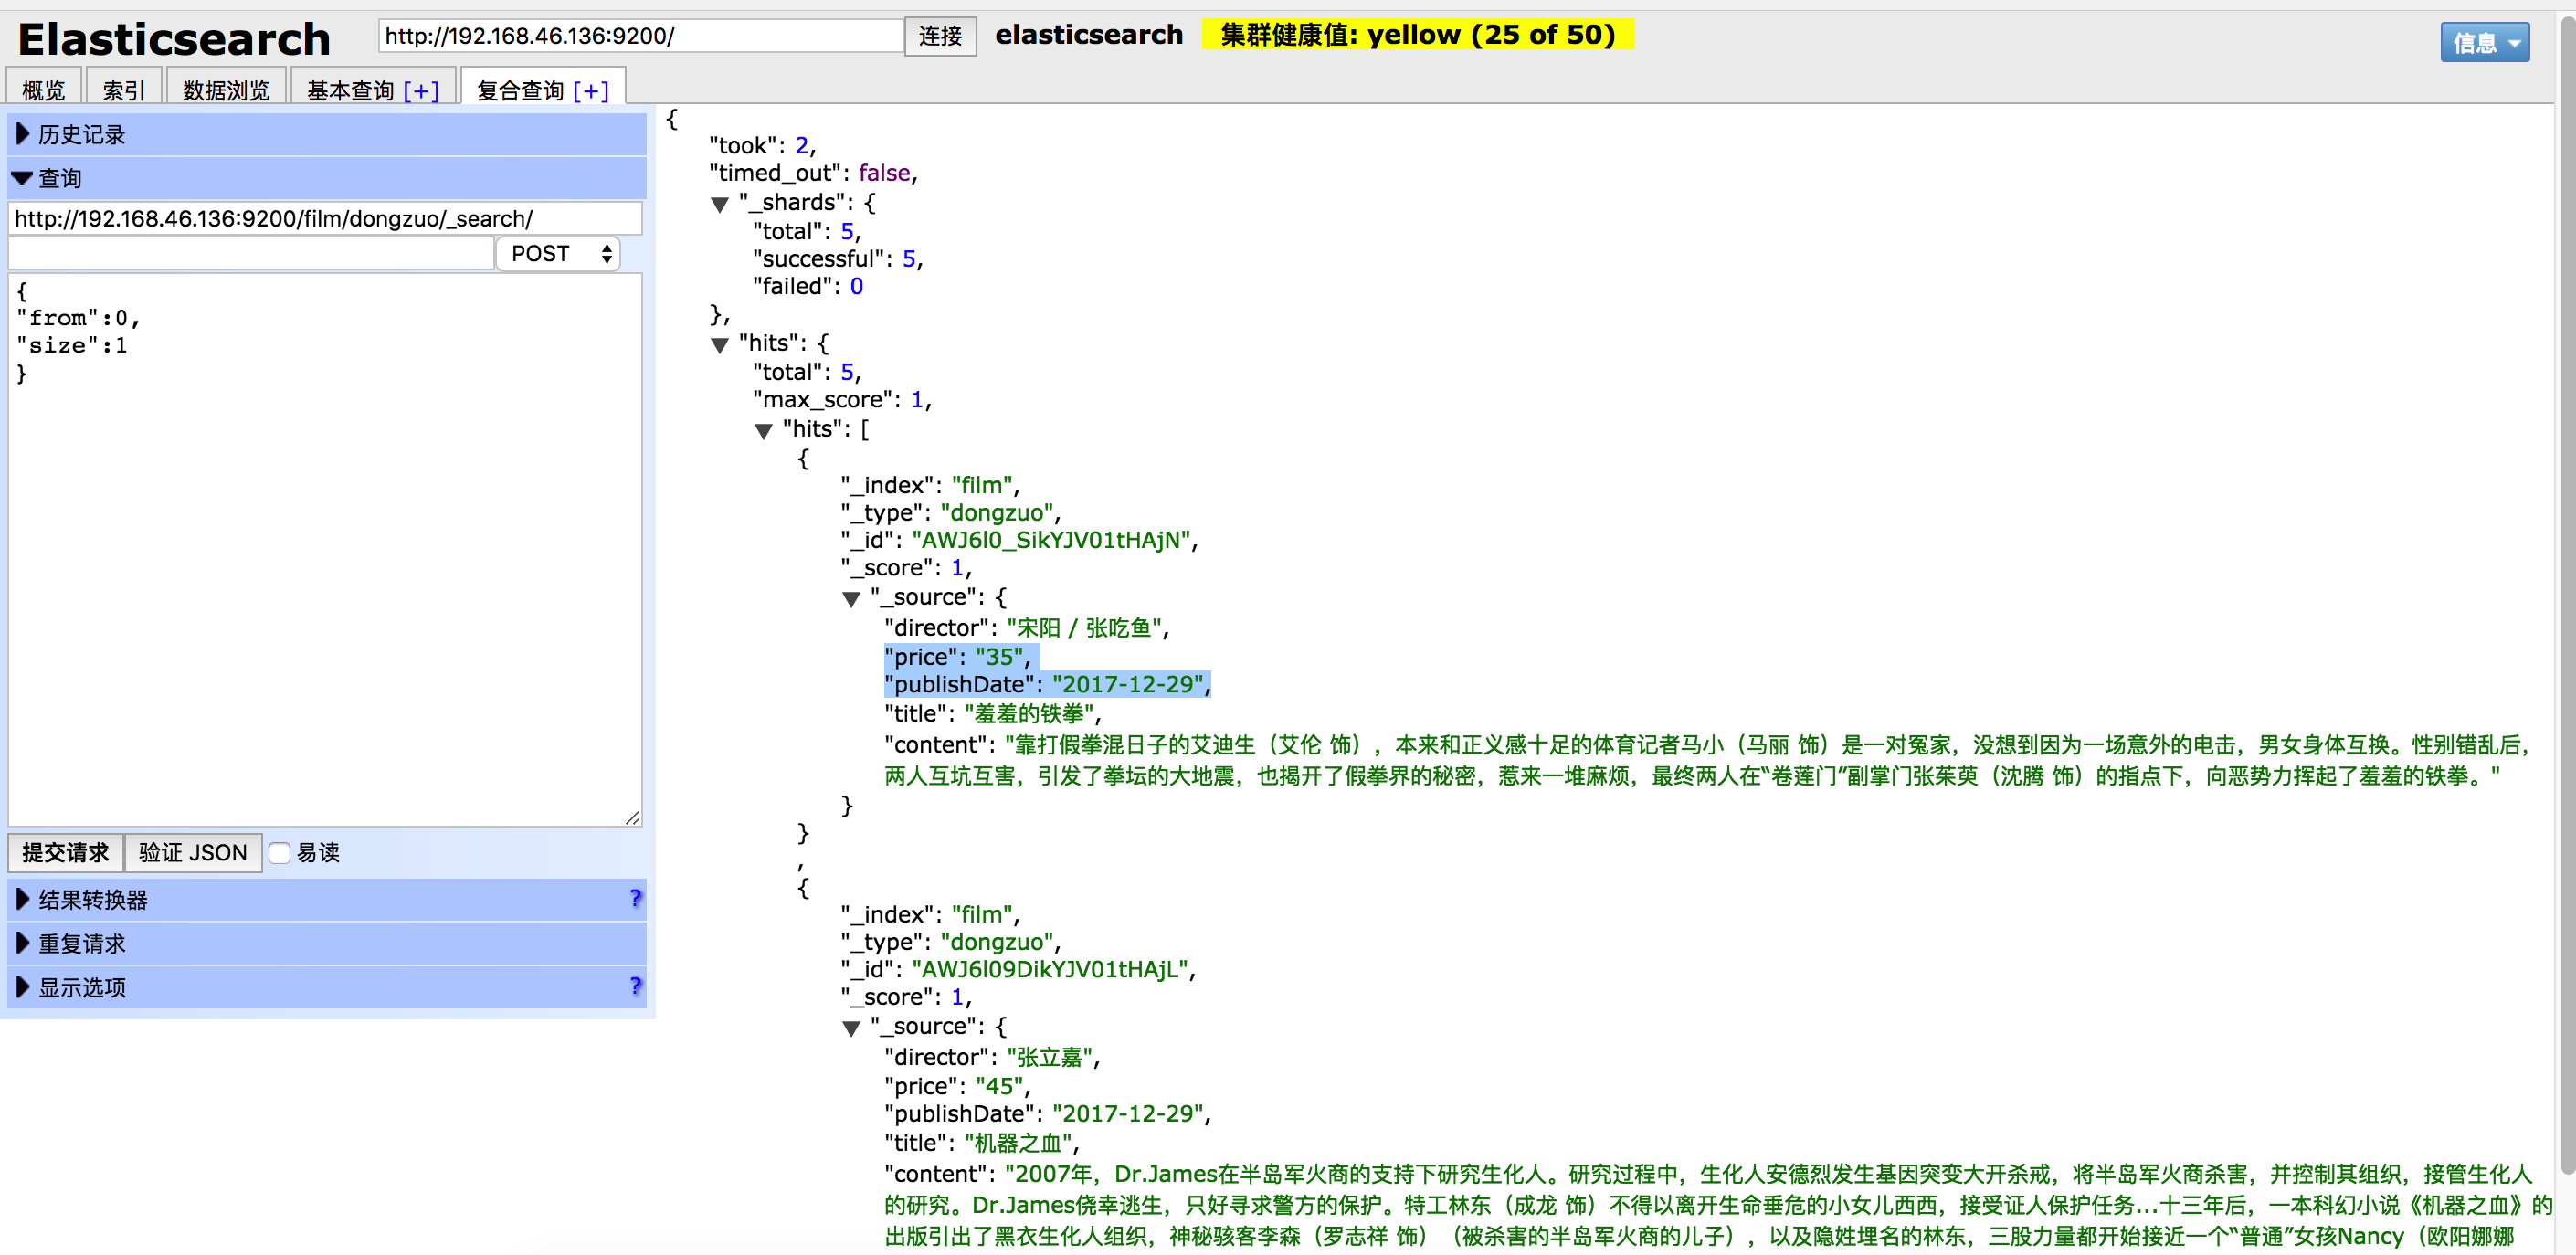 Elasticsearch http://192.168.46.136:9200/ 连接 elasticsearch 集群健康值: yellow (25 of 50) 信息
概览 索引 数据浏览 基本查询 [+] 复合查询 [+]
历史记录
查询
http://192.168.46.136:9200/film/dongzuo/_search/
POST
{
"from":0,
"size":1
}
提交请求 验证 JSON 易读
结果转换器 ?
重复请求
显示选项 ?
{
"took": 2,
"timed_out": false,
"_shards": {
"total": 5,
"successful": 5,
"failed": 0
},
"hits": {
"total": 5,
"max_score": 1,
"hits": [
{
"_index": "film",
"_type": "dongzuo",
"_id": "AWJ6l0_SikYJV01tHAjN",
"_score": 1,
"_source": {
"director": "宋阳 / 张吃鱼",
"price": "35",
"publishDate": "2017-12-29",
"title": "羞羞的铁拳",
"content": "靠打假拳混日子的艾迪生（艾伦 饰），本来和正义感十足的体育记者马小（马丽 饰）是一对冤家，没想到因为一场意外的电击，男女身体互换。性别错乱后，
两人互坑互害，引发了拳坛的大地震，也揭开了假拳界的秘密，惹来一堆麻烦，最终两人在“卷莲门”副掌门张茱萸（沈腾 饰）的指点下，向恶势力挥起了羞羞的铁拳。"
}
}
,
{
"_index": "film",
"_type": "dongzuo",
"_id": "AWJ6l09DikYJV01tHAjL",
"_score": 1,
"_source": {
"director": "张立嘉",
"price": "45",
"publishDate": "2017-12-29",
"title": "机器之血",
"content": "2007年，Dr.James在半岛军火商的支持下研究生化人。研究过程中，生化人安德烈发生基因突变大开杀戒，将半岛军火商杀害，并控制其组织，接管生化人
的研究。Dr.James侥幸逃生，只好寻求警方的保护。特工林东（成龙 饰）不得以离开生命垂危的小女儿西西，接受证人保护任务...十三年后，一本科幻小说《机器之血》的
出版引出了黑衣生化人组织，神秘骇客李森（罗志祥 饰）（被杀害的半岛军火商的儿子），以及隐姓埋名的林东，三股力量都开始接近一个“普通”女孩Nancy（欧阳娜娜